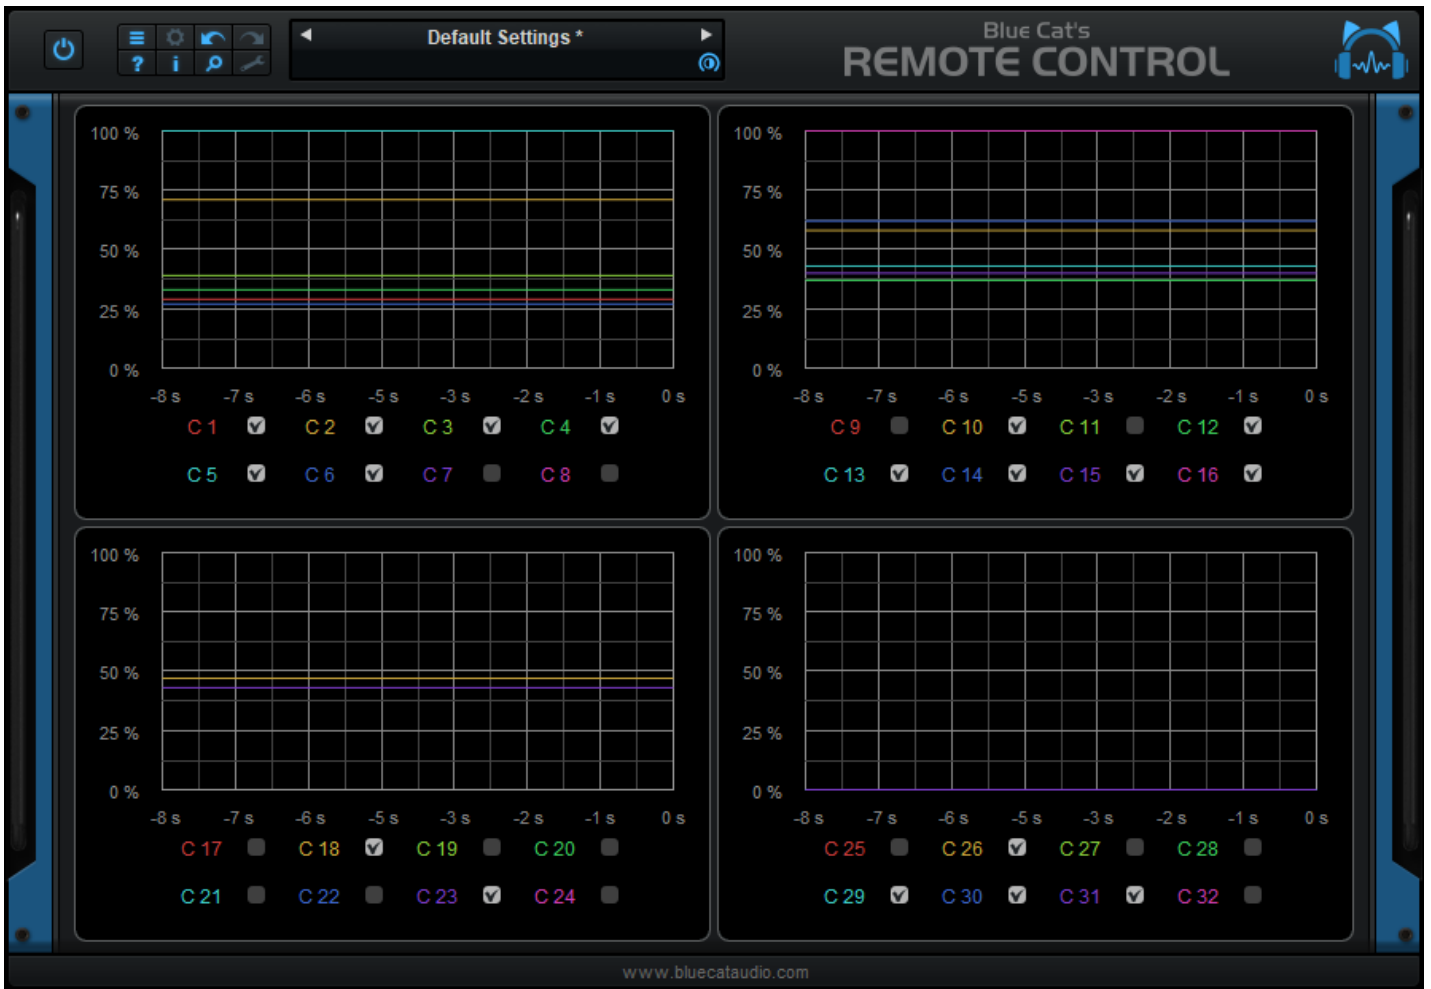 Default Settings *
Blue Cat's
REMOTE CONTROL
? i
100 %
75 %
50 %
25 %
0 %
-8 s -7 s -6 s -5 s -3 s -2 s -1 s 0 s
C 1 C 2 C 3 C 4
C 5 C 6 C 7 C 8
100 %
75 %
50 %
25 %
0 %
-8 s -7 s -6 s -5 s -3 s -2 s -1 s 0 s
C 9 C 10 C 11 C 12
C 13 C 14 C 15 C 16
100 %
75 %
50 %
25 %
0 %
-8 s -7 s -6 s -5 s -3 s -2 s -1 s 0 s
C 17 C 18 C 19 C 20
C 21 C 22 C 23 C 24
100 %
75 %
50 %
25 %
0 %
-8 s -7 s -6 s -5 s -3 s -2 s -1 s 0 s
C 25 C 26 C 27 C 28
C 29 C 30 C 31 C 32
www.bluecataudio.com